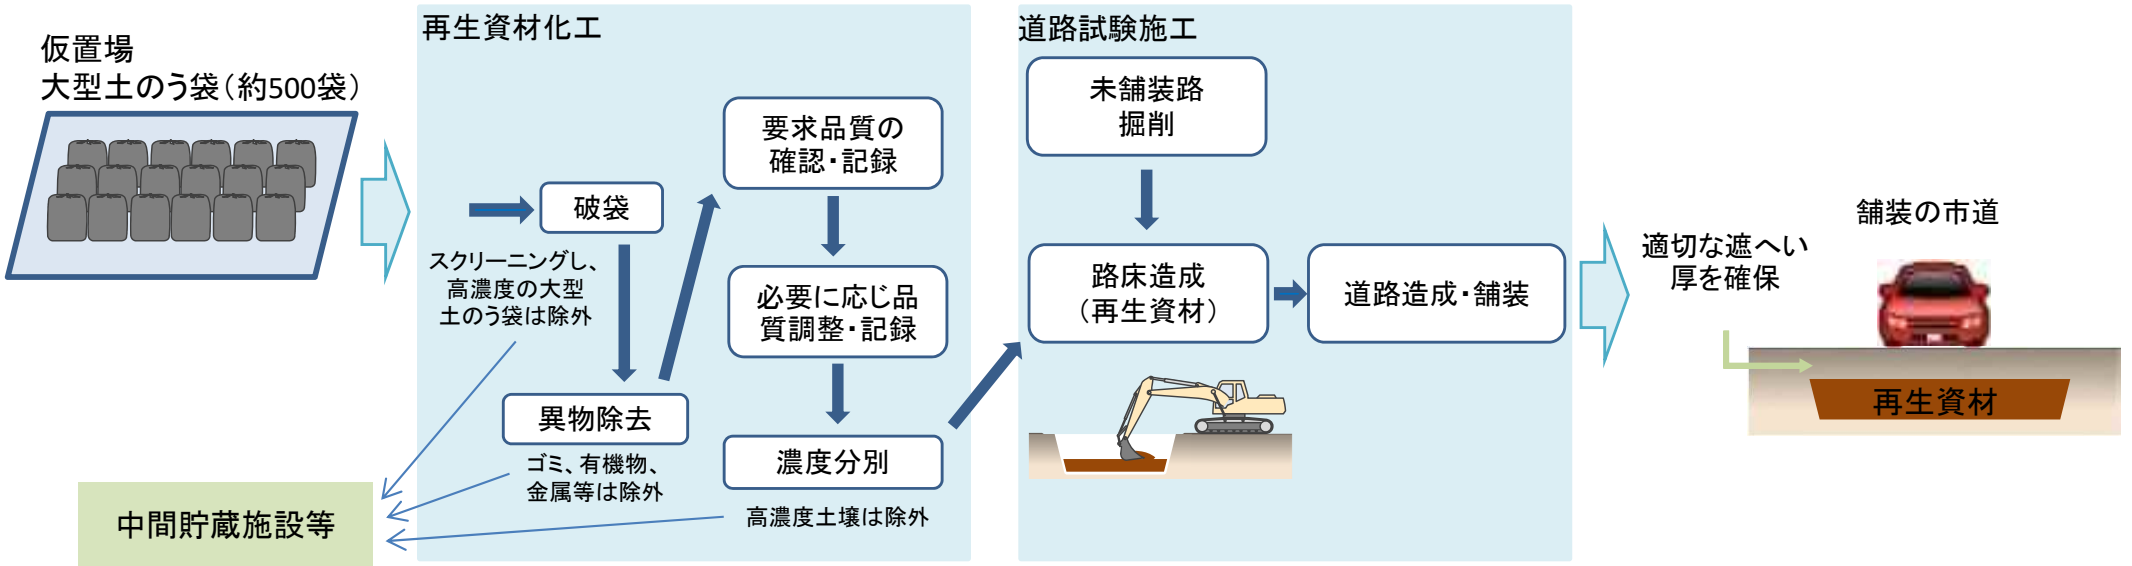 仮置場
大型土のう袋（約500袋）
再生資材化工
破袋
スクリーニングし、
高濃度の大型
土のう袋は除外
異物除去
ゴミ、有機物、
金属等は除外
要求品質の
確認・記録
必要に応じ品
質調整・記録
濃度分別
高濃度土壌は除外
中間貯蔵施設等
道路試験施工
未舗装路
掘削
路床造成
（再生資材）
道路造成・舗装
適切な遮へい
厚を確保
舗装の市道
再生資材